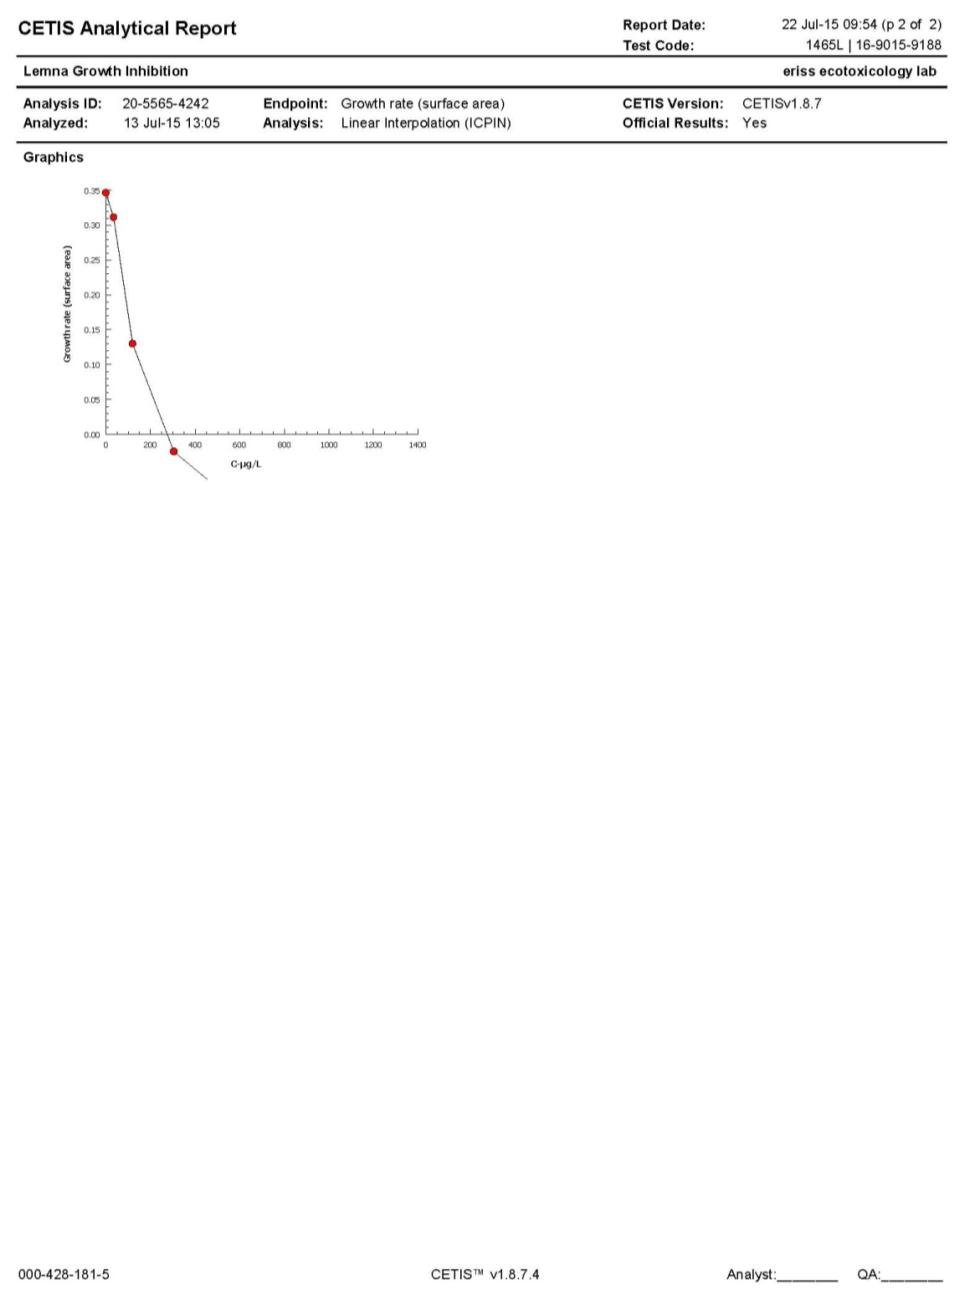 CETIS Analytical Report
Report Date: 22 Jul-15 09:54 (p 2 of 2)
Test Code: 1465L | 16-9015-9188
Lemna Growth Inhibition eriss ecotoxicology lab
Analysis ID: 20-5565-4242 Endpoint: Growth rate (surface area) CETIS Version: CETISv1.8.7
Analyzed: 13 Jul-15 13:05 Analysis: Linear Interpolation (ICPIN) Official Results: Yes
Graphics
0.35
0.30
0.25
0.20
0.15
0.10
0.05
0.00
Growth rate (surface area)
0 200 400 600 800 1000 1200 1400
C-µg/L
000-428-181-5 CETIS™ v1.8.7.4 Analyst:________ QA:________